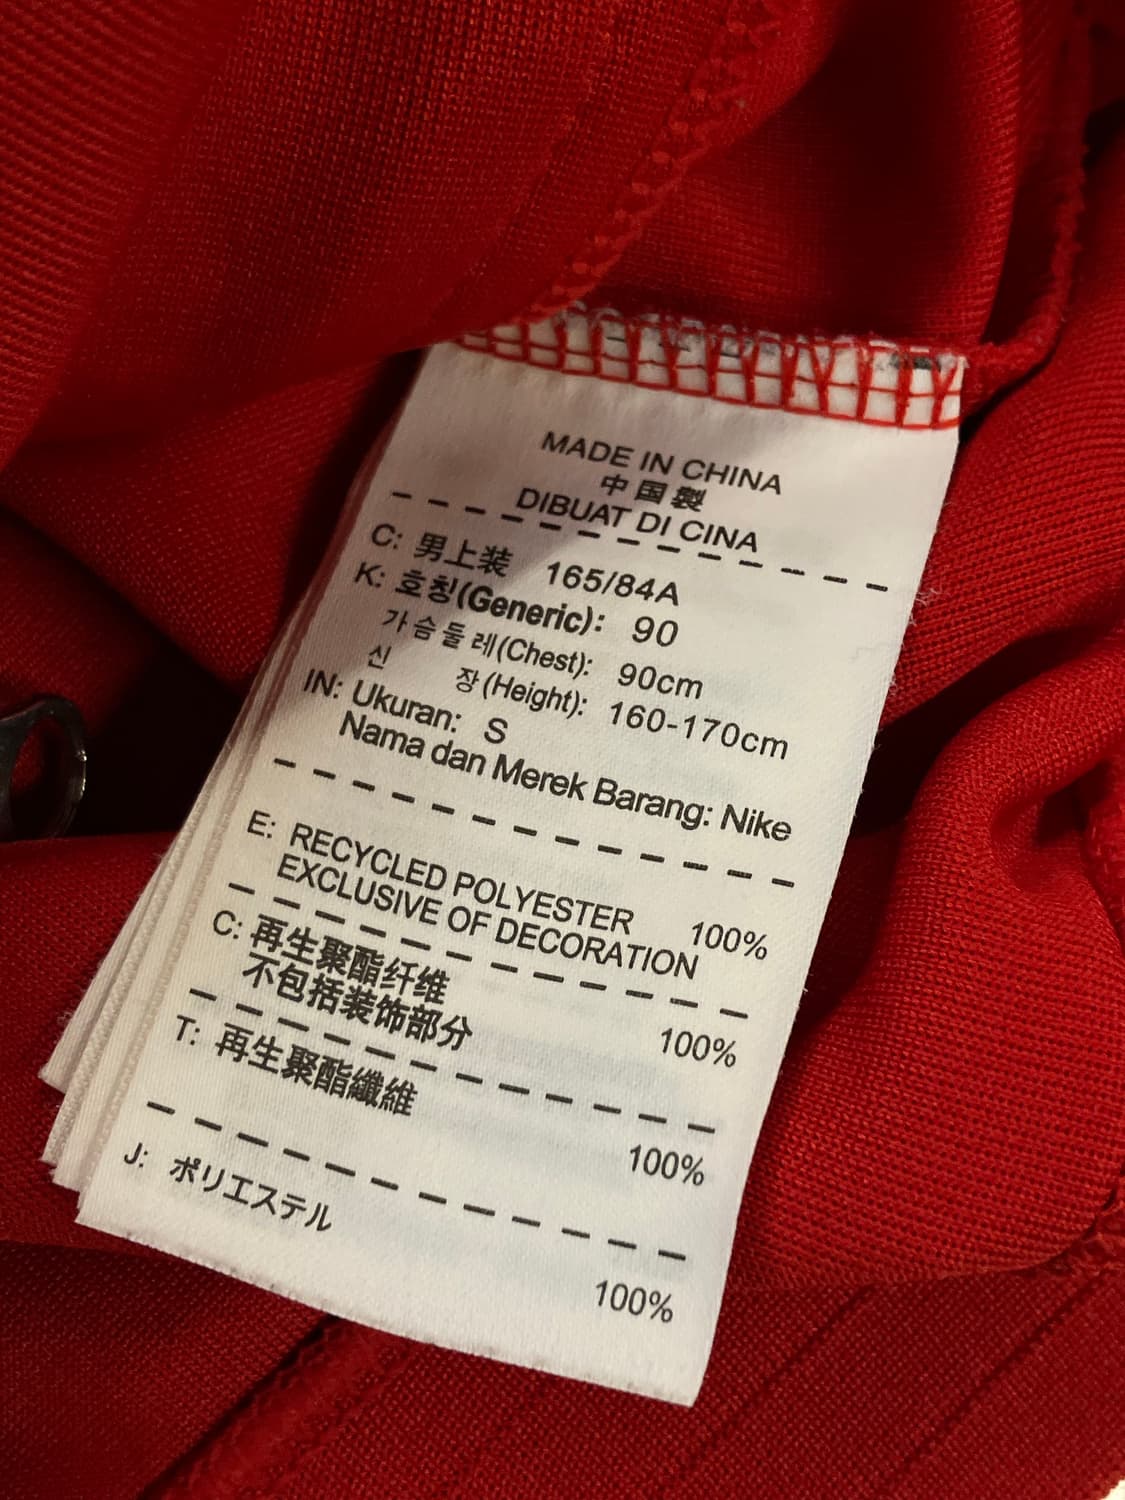 MADE IN CHINA
中国製
DIBUAT DI CINA
C: 男上装 165/84A
K: 호칭(Generic): 90
가슴둘레(Chest): 90cm
신 장(Height): 160-170cm
IN: Ukuran: S
Nama dan Merek Barang: Nike
E: RECYCLED POLYESTER 100%
EXCLUSIVE OF DECORATION
C: 再生聚酯纤维 100%
不包括装饰部分
T: 再生聚酯纖維 100%
J: ポリエステル 100%